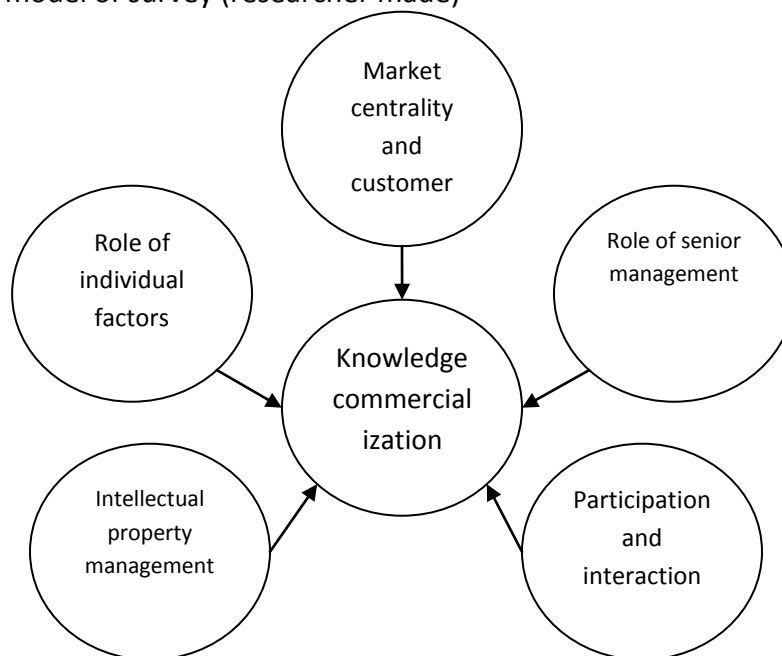 model of survey (researcher made)
Market
centrality
and
customer
Role of
individual
factors
Role of senior
management
Knowledge
commercial
ization
Intellectual
property
management
Participation
and
interaction